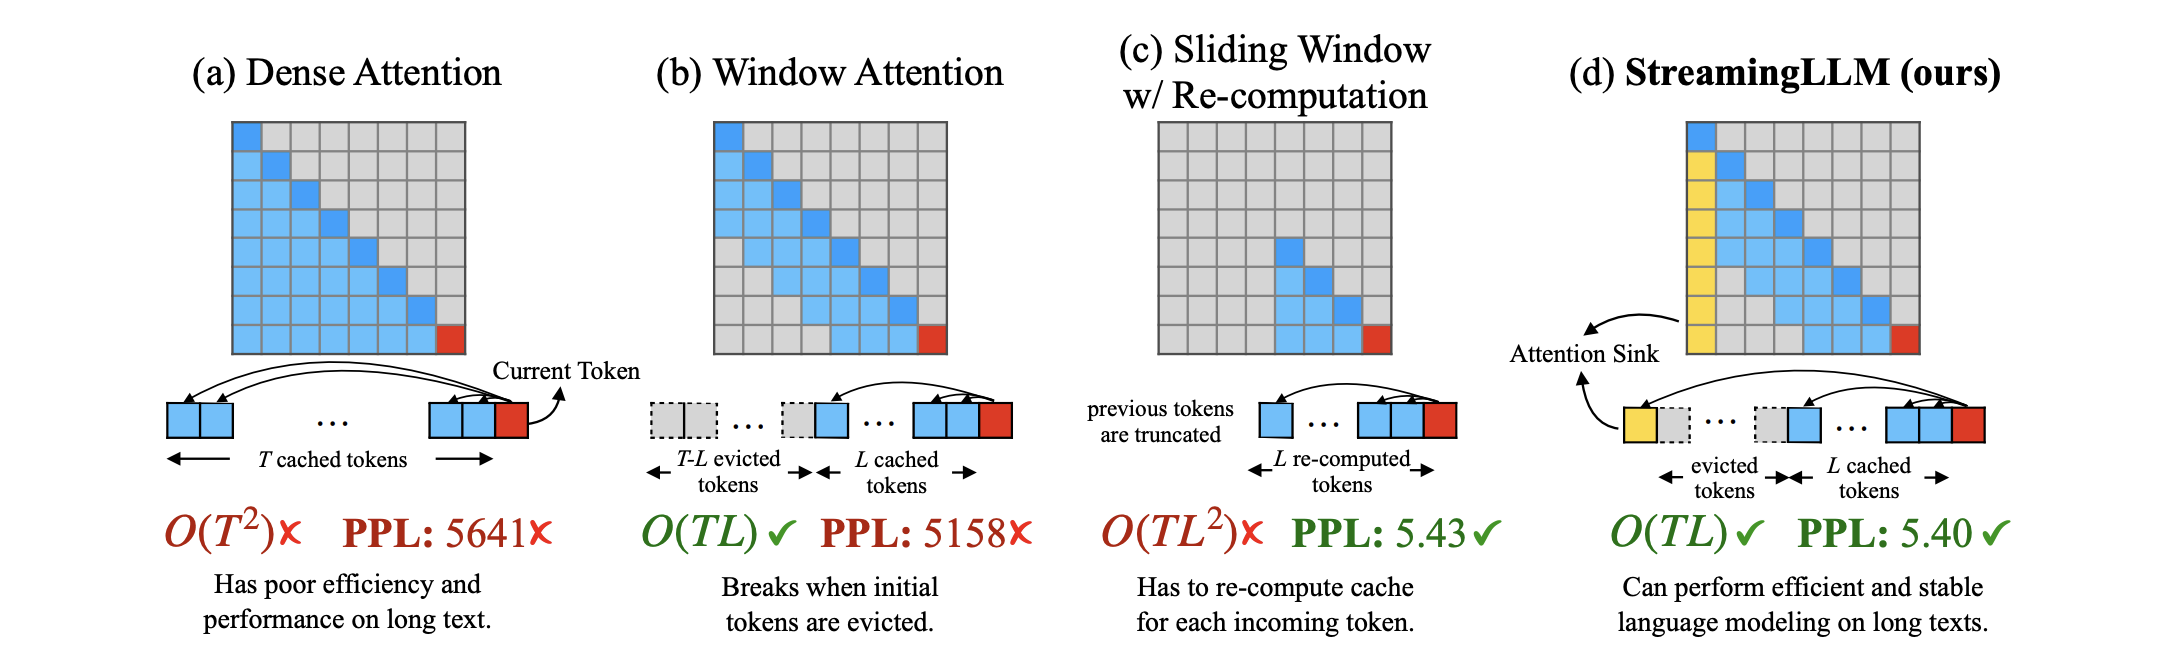 (a) Dense Attention
Current Token
...
T cached tokens
O(T²)✗ PPL: 5641✗
Has poor efficiency and
performance on long text.
(b) Window Attention
... ...
T-L evicted
tokens
L cached
tokens
O(TL) ✓ PPL: 5158✗
Breaks when initial
tokens are evicted.
(c) Sliding Window
w/ Re-computation
previous tokens
are truncated
...
L re-computed
tokens
O(TL²)✗ PPL: 5.43✓
Has to re-compute cache
for each incoming token.
(d) StreamingLLM (ours)
Attention Sink
... ...
evicted
tokens
L cached
tokens
O(TL) ✓ PPL: 5.40 ✓
Can perform efficient and stable
language modeling on long texts.